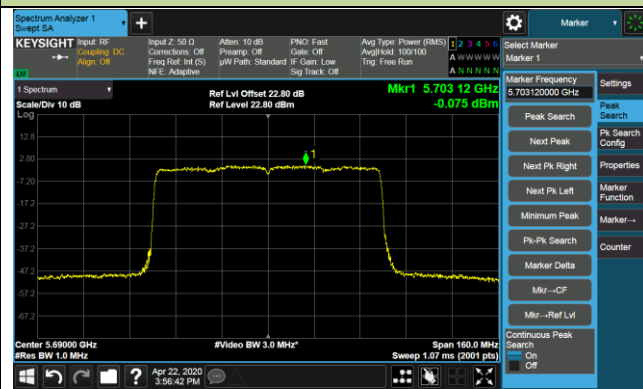 Spectrum Analyzer 1
Swept SA
Marker
KEYSIGHT
Input: RF
Coupling: DC
Align: Off
Input Z: 50 Ω
Corrections: Off
Freq Ref: Int (S)
NFE: Adaptive
Atten: 10 dB
Preamp: Off
µW Path: Standard
PNO: Fast
Gate: Off
IF Gain: Low
Sig Track: Off
Avg Type: Power (RMS)
Avg|Hold: 100/100
Trig: Free Run
1 2 3 4 5 6
A W W W W W
A N N N N N
Select Marker
Marker 1
1 Spectrum
Scale/Div 10 dB
Log
Ref Lvl Offset 22.80 dB
Ref Level 22.80 dBm
Mkr1 5.703 12 GHz
-0.075 dBm
12.8
2.80
-7.20
-17.2
-27.2
-37.2
-47.2
-57.2
-67.2
1
Center 5.69000 GHz
#Res BW 1.0 MHz
#Video BW 3.0 MHz*
Span 160.0 MHz
Sweep 1.07 ms (2001 pts)
Marker Frequency
5.703120000 GHz
Peak Search
Next Peak
Next Pk Right
Next Pk Left
Minimum Peak
Pk-Pk Search
Marker Delta
Mkr→CF
Mkr→Ref Lvl
Continuous Peak
Search
On
Off
Settings
Peak
Search
Pk Search
Config
Properties
Marker
Function
Marker→
Counter
Apr 22, 2020
3:56:42 PM